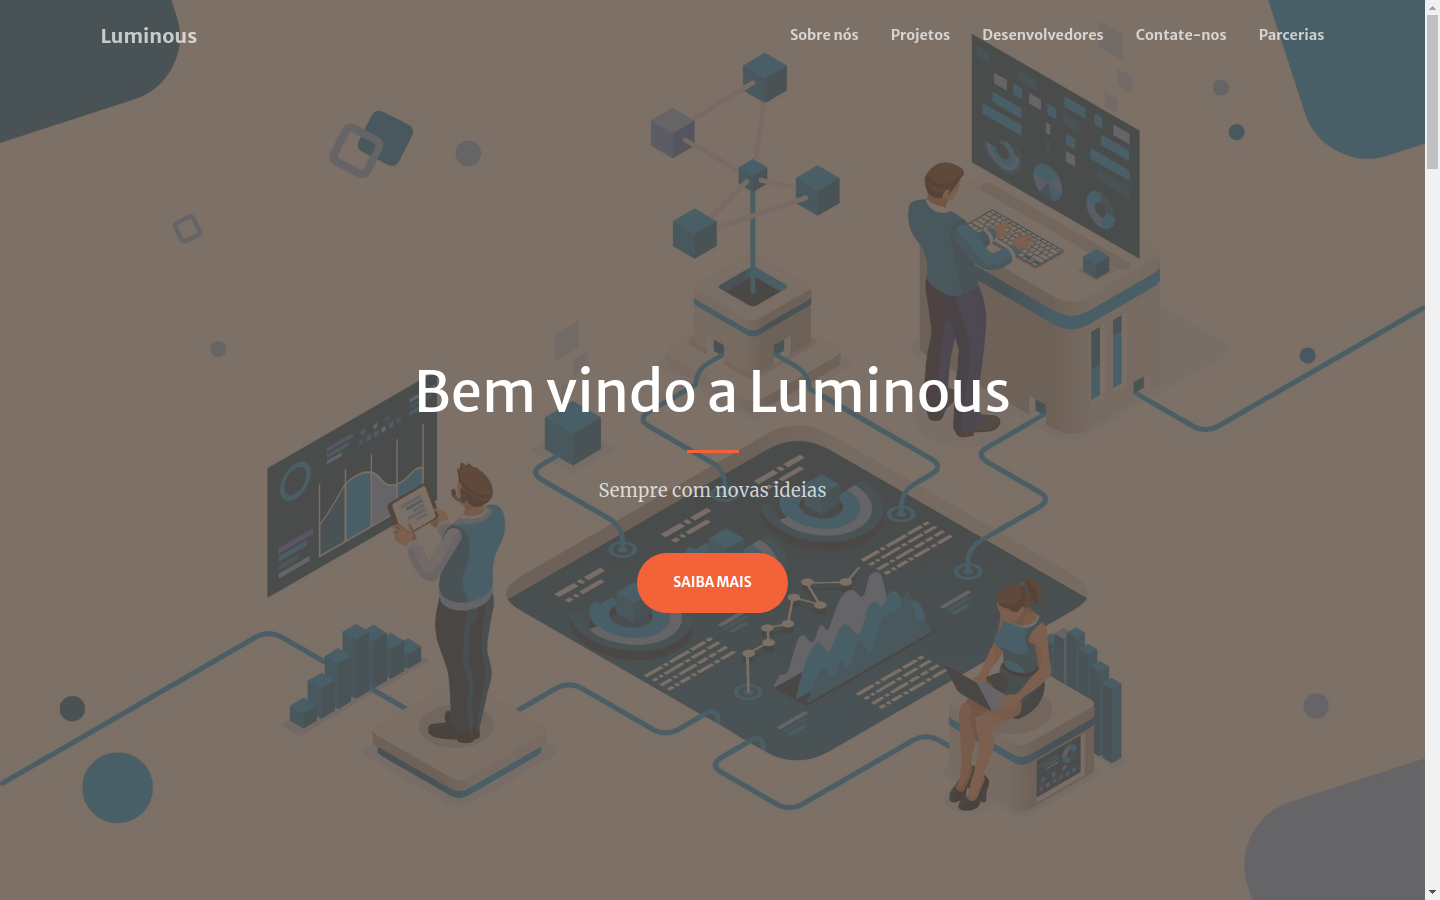 Luminous
Sobre nós
Projetos
Desenvolvedores
Contate-nos
Parcerias
Bem vindo a Luminous
Sempre com novas ideias
SAIBA MAIS